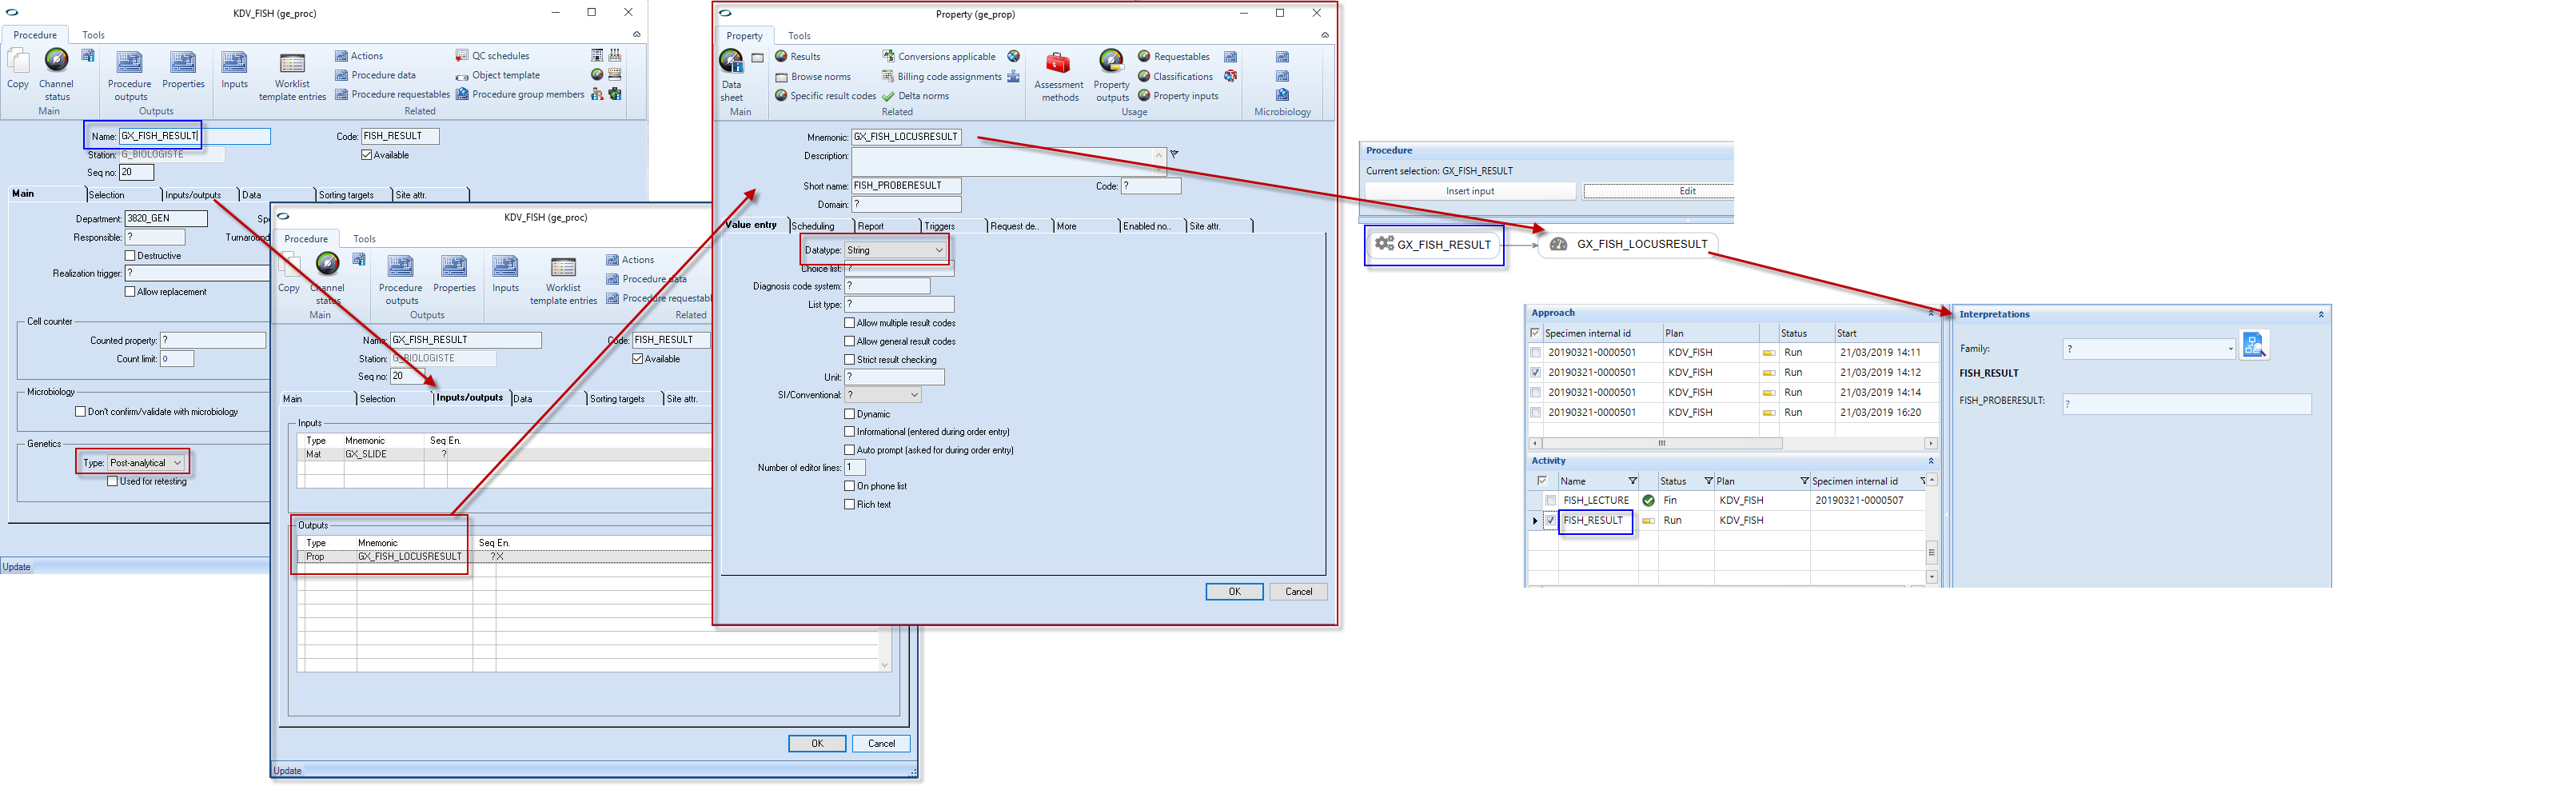 KDV_FISH (ge_proc)
Procedure Tools
Copy
Channel status
Main
Procedure outputs
Properties
Outputs
Inputs
Worklist template entries
Actions
Procedure data
Procedure requestables
QC schedules
Object template
Procedure group members
Related
Name: GX_FISH_RESULT
Code: FISH_RESULT
Station: G_BIOLOGISTE
Available
Seq no: 20
Main Selection Inputs/outputs Data Sorting targets Site attr.
Department: 3820_GEN
Responsible: ?
Turnaround
Destructive
Realization trigger: ?
Allow replacement
Cell counter
Counted property: ?
Count limit: 0
Microbiology
Don't confirm/validate with microbiology
Genetics
Type: Post-analytical
Used for retesting
Update
KDV_FISH (ge_proc)
Procedure Tools
Copy
Channel status
Main
Procedure outputs
Properties
Outputs
Inputs
Worklist template entries
Actions
Procedure data
Procedure requestabl
Related
Name: GX_FISH_RESULT
Code: FISH_RESULT
Station: G_BIOLOGISTE
Available
Seq no: 20
Main Selection Inputs/outputs Data Sorting targets Site attr.
Inputs
Type Mnemonic Seq En.
Mat GX_SLIDE ?
Outputs
Type Mnemonic Seq En.
Prop GX_FISH_LOCUSRESULT ? X
OK Cancel
Update
Property (ge_prop)
Property Tools
Data sheet
Main
Results
Browse norms
Specific result codes
Conversions applicable
Billing code assignments
Delta norms
Related
Assessment methods
Property outputs
Requestables
Classifications
Property inputs
Usage
Microbiology
Mnemonic: GX_FISH_LOCUSRESULT
Description:
Short name: FISH_PROBERESULT
Code: ?
Domain: ?
Value entry Scheduling Report Triggers Request de.. More Enabled no.. Site attr.
Datatype: String
Choice list: ?
Diagnosis code system: ?
List type: ?
Allow multiple result codes
Allow general result codes
Strict result checking
Unit: ?
SI/Conventional: ?
Dynamic
Informational (entered during order entry)
Auto prompt (asked for during order entry)
Number of editor lines: 1
On phone list
Rich text
OK Cancel
Procedure
Current selection: GX_FISH_RESULT
Insert input Edit
GX_FISH_RESULT GX_FISH_LOCUSRESULT
Approach
Specimen internal id Plan Status Start
20190321-0000501 KDV_FISH Run 21/03/2019 14:11
20190321-0000501 KDV_FISH Run 21/03/2019 14:12
20190321-0000501 KDV_FISH Run 21/03/2019 14:14
20190321-0000501 KDV_FISH Run 21/03/2019 16:20
Activity
Name Status Plan Specimen internal id
FISH_LECTURE Fin KDV_FISH 20190321-0000507
FISH_RESULT Run KDV_FISH
Interpretations
Family: ?
FISH_RESULT
FISH_PROBERESULT: ?